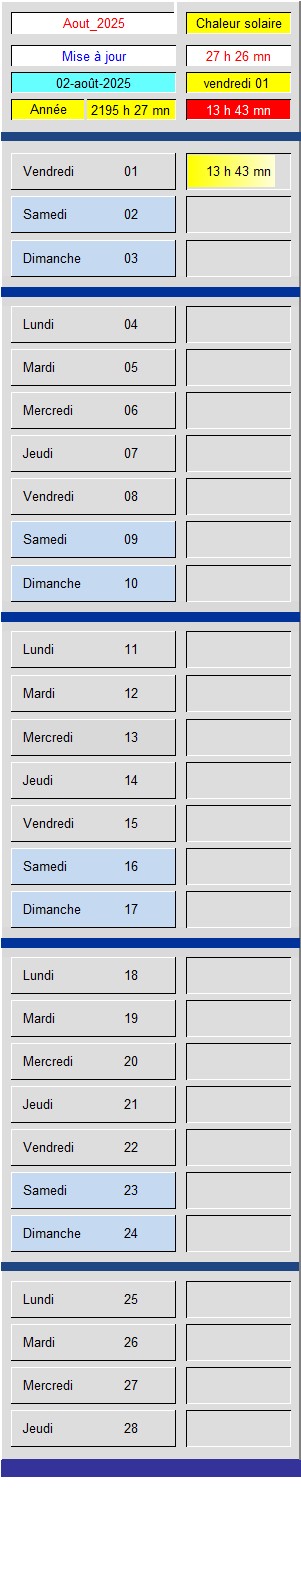 Aout_2025 Chaleur solaire
Mise à jour 27 h 26 mn
02-août-2025 vendredi 01
Année 2195 h 27 mn 13 h 43 mn
Vendredi 01 13 h 43 mn
Samedi 02
Dimanche 03
Lundi 04
Mardi 05
Mercredi 06
Jeudi 07
Vendredi 08
Samedi 09
Dimanche 10
Lundi 11
Mardi 12
Mercredi 13
Jeudi 14
Vendredi 15
Samedi 16
Dimanche 17
Lundi 18
Mardi 19
Mercredi 20
Jeudi 21
Vendredi 22
Samedi 23
Dimanche 24
Lundi 25
Mardi 26
Mercredi 27
Jeudi 28